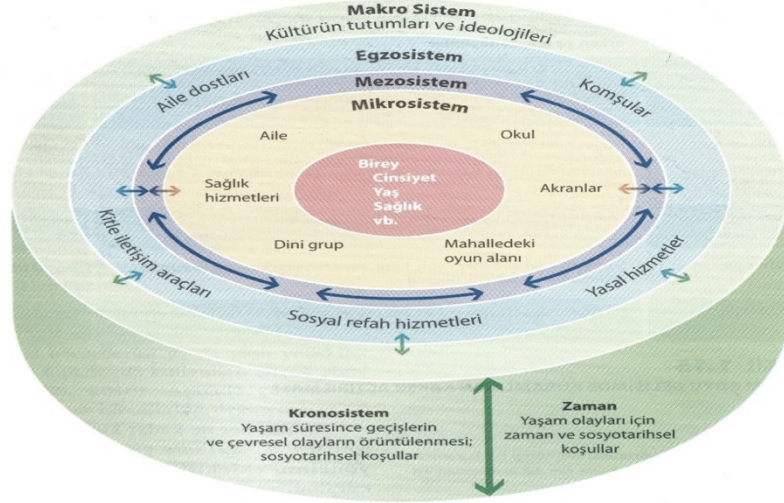 Makro Sistem
Kültürün tutumları ve ideolojileri
Egzosistem
Mezosistem
Mikrosistem
Aile dostları
Komşular
Aile
Okul
Birey
Cinsiyet
Yaş
Sağlık
vb.
Sağlık
hizmetleri
Akranlar
Dini grup
Mahalledeki
oyun alanı
Kitle iletişim araçları
Yasal hizmetler
Sosyal refah hizmetleri
Kronosistem
Yaşam süresince geçişlerin
ve çevresel olayların örüntülenmesi;
sosyotarihsel koşullar
Zaman
Yaşam olayları için
zaman ve sosyotarihsel
koşullar